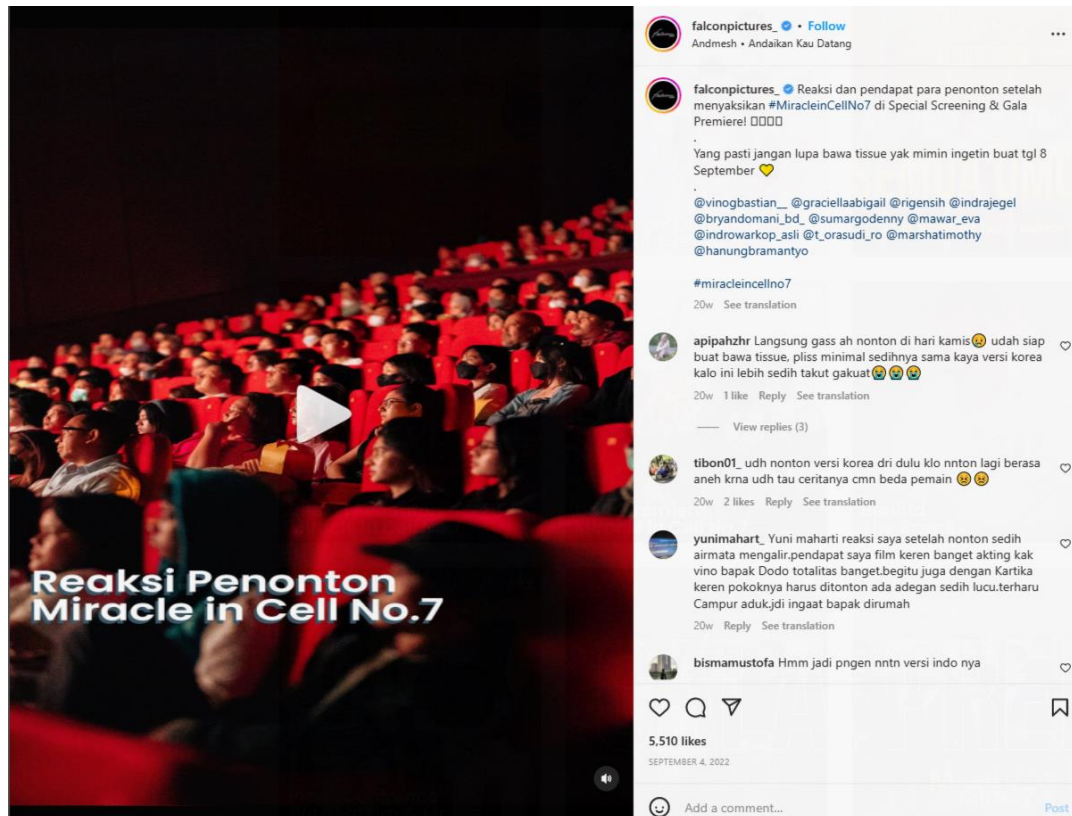 falconpictures_ • Follow
Andmesh • Andaikan Kau Datang
falconpictures_ Reaksi dan pendapat para penonton setelah
menyaksikan #MiracleinCellNo7 di Special Screening & Gala
Premiere! □□□□
.
Yang pasti jangan lupa bawa tissue yak mimin ingetin buat tgl 8
September 💛
.
@vinogbastian__ @graciellaabigail @rigensih @indrajegel
@bryandomani_bd_ @sumargodenny @mawar_eva
@indrowarkop_asli @t_orasudi_ro @marshatimothy
@hanungbramantyo
#miracleincellno7
20w See translation
apipahzhr Langsung gass ah nonton di hari kamis😢 udah siap
buat bawa tissue, pliss minimal sedihnya sama kaya versi korea
kalo ini lebih sedih takut gakuat😭😭😭
20w 1 like Reply See translation
View replies (3)
tibon01_ udh nonton versi korea dri dulu klo nnton lagi berasa
aneh krna udh tau ceritanya cmn beda pemain 😖😖
20w 2 likes Reply See translation
yunimahart_ Yuni maharti reaksi saya setelah nonton sedih
airmata mengalir.pendapat saya film keren banget akting kak
vino bapak Dodo totalitas banget.begitu juga dengan Kartika
keren pokoknya harus ditonton ada adegan sedih lucu.terharu
Campur aduk.jdi ingaat bapak dirumah
20w Reply See translation
bismamustofa Hmm jadi pngen nntn versi indo nya
5,510 likes
SEPTEMBER 4, 2022
Add a comment...
Post
Reaksi Penonton
Miracle in Cell No.7